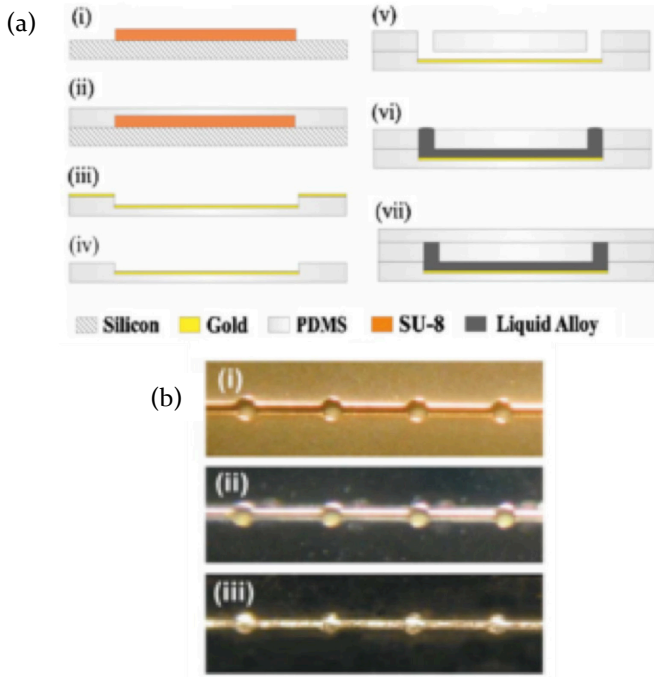 (a)
(i)
(ii)
(iii)
(iv)
(v)
(vi)
(vii)
Silicon Gold PDMS SU-8 Liquid Alloy
(b)
(i)
(ii)
(iii)